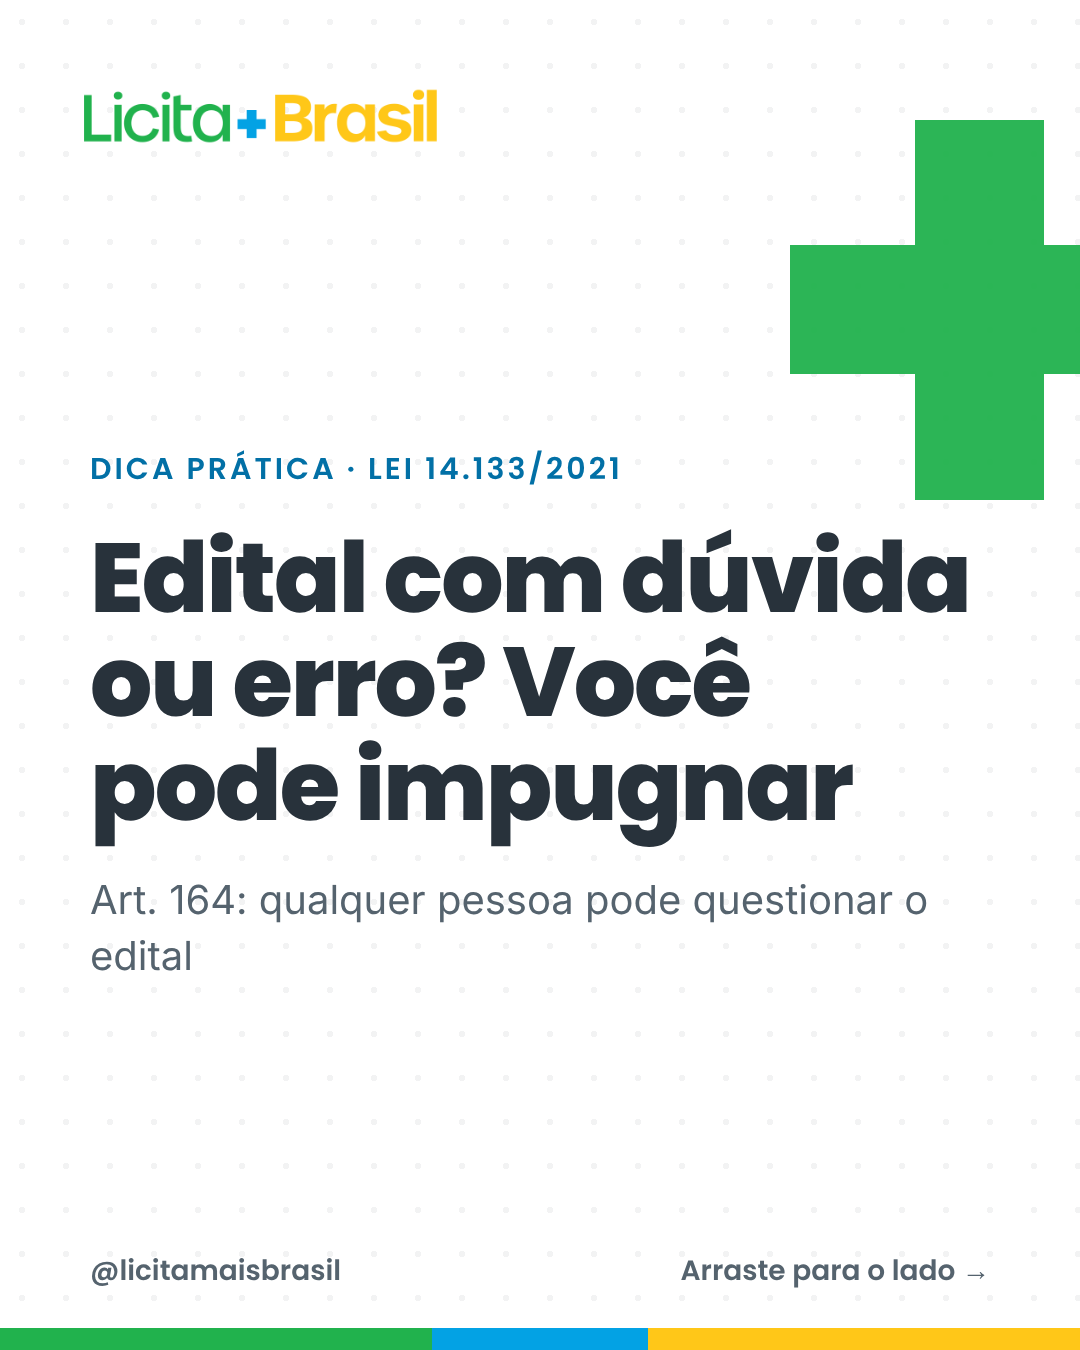 Licita+Brasil
DICA PRÁTICA · LEI 14.133/2021
Edital com dúvida
ou erro? Você
pode impugnar
Art. 164: qualquer pessoa pode questionar o
edital
@licitamaisbrasil
Arraste para o lado →